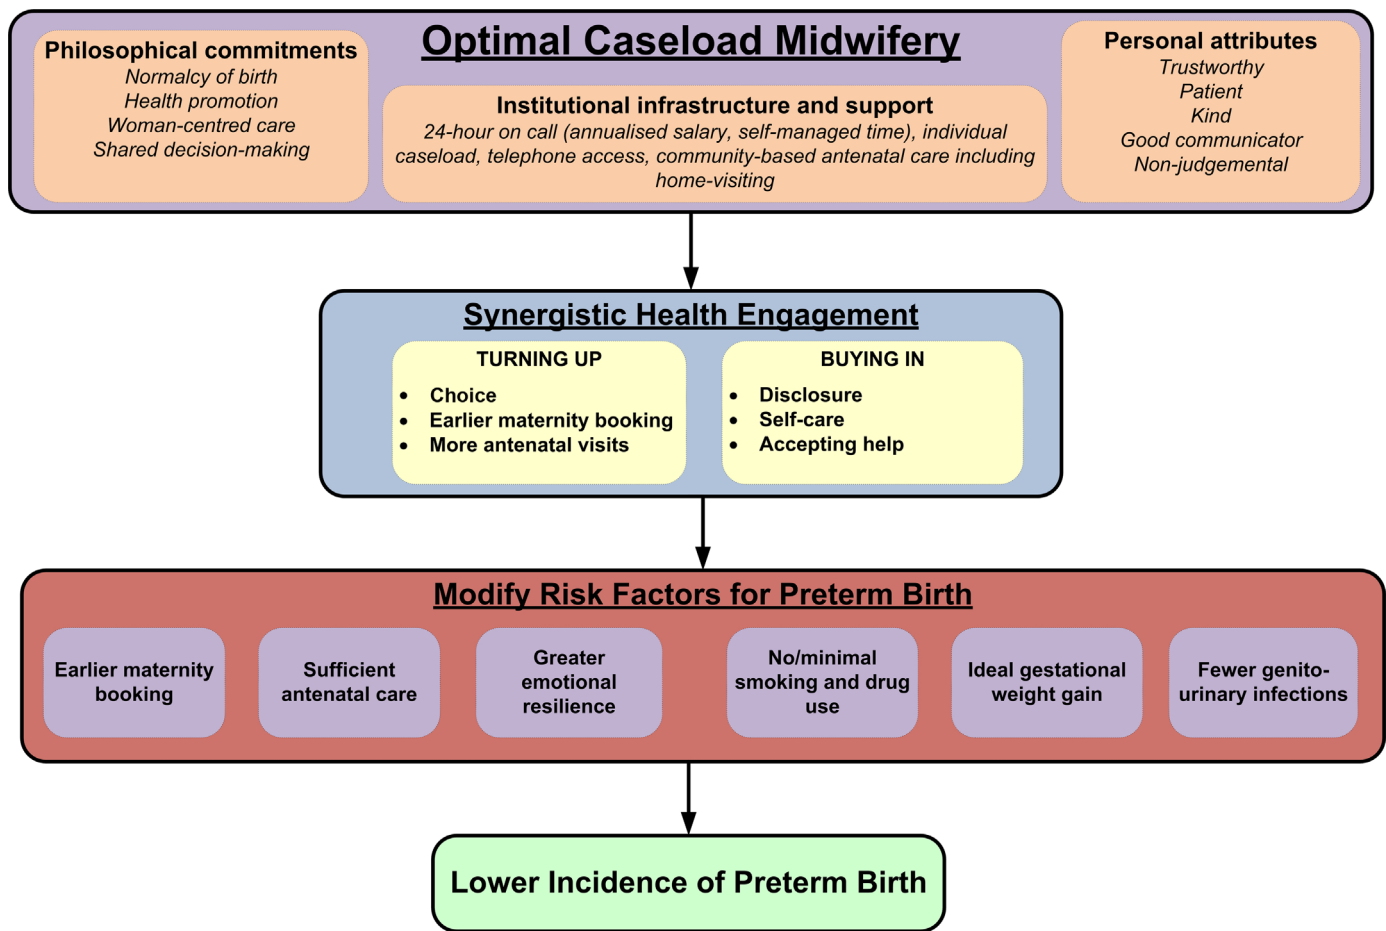 Optimal Caseload Midwifery
Philosophical commitments
Normalcy of birth
Health promotion
Woman-centred care
Shared decision-making
Institutional infrastructure and support
24-hour on call (annualised salary, self-managed time), individual
caseload, telephone access, community-based antenatal care including
home-visiting
Personal attributes
Trustworthy
Patient
Kind
Good communicator
Non-judgemental
Synergistic Health Engagement
TURNING UP
• Choice
• Earlier maternity booking
• More antenatal visits
BUYING IN
• Disclosure
• Self-care
• Accepting help
Modify Risk Factors for Preterm Birth
Earlier maternity
booking
Sufficient
antenatal care
Greater
emotional
resilience
No/minimal
smoking and drug
use
Ideal gestational
weight gain
Fewer genito-
urinary infections
Lower Incidence of Preterm Birth